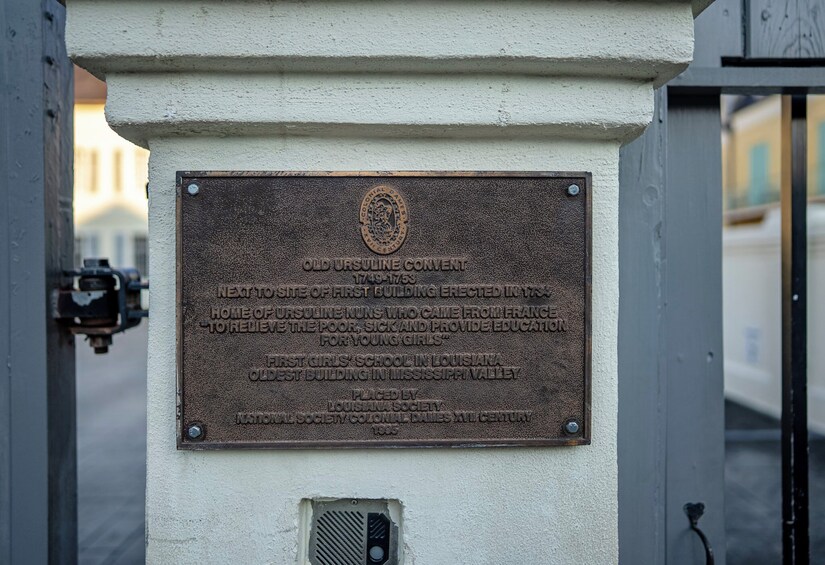 OLD URSULINE CONVENT
1749-1753
NEXT TO SITE OF FIRST BUILDING ERECTED IN 1734
HOME OF URSULINE NUNS WHO CAME FROM FRANCE
"TO RELIEVE THE POOR, SICK AND PROVIDE EDUCATION
FOR YOUNG GIRLS"
FIRST GIRLS' SCHOOL IN LOUISIANA
OLDEST BUILDING IN MISSISSIPPI VALLEY
PLACED BY
LOUISIANA SOCIETY
NATIONAL SOCIETY COLONIAL DAMES XVII CENTURY